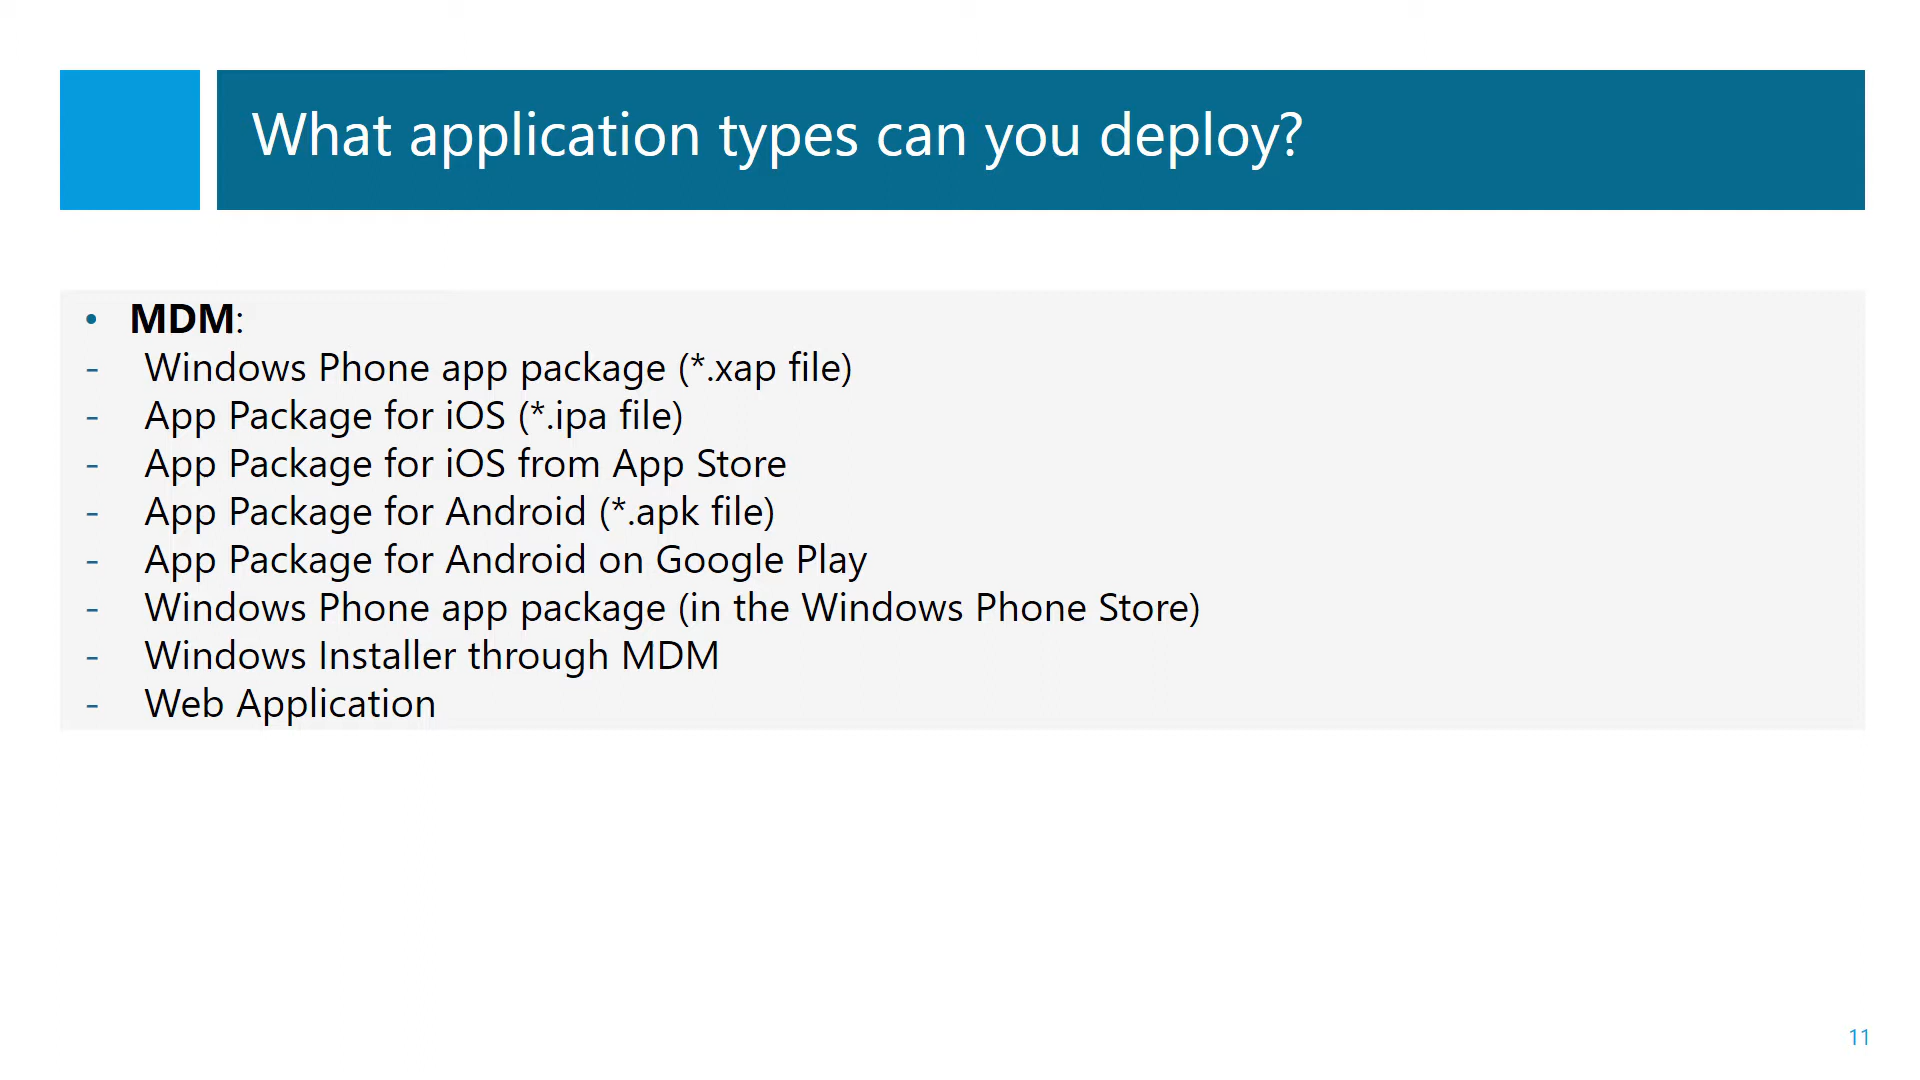 What application types can you deploy?
• MDM:
- Windows Phone app package (*.xap file)
- App Package for iOS (*.ipa file)
- App Package for iOS from App Store
- App Package for Android (*.apk file)
- App Package for Android on Google Play
- Windows Phone app package (in the Windows Phone Store)
- Windows Installer through MDM
- Web Application
11